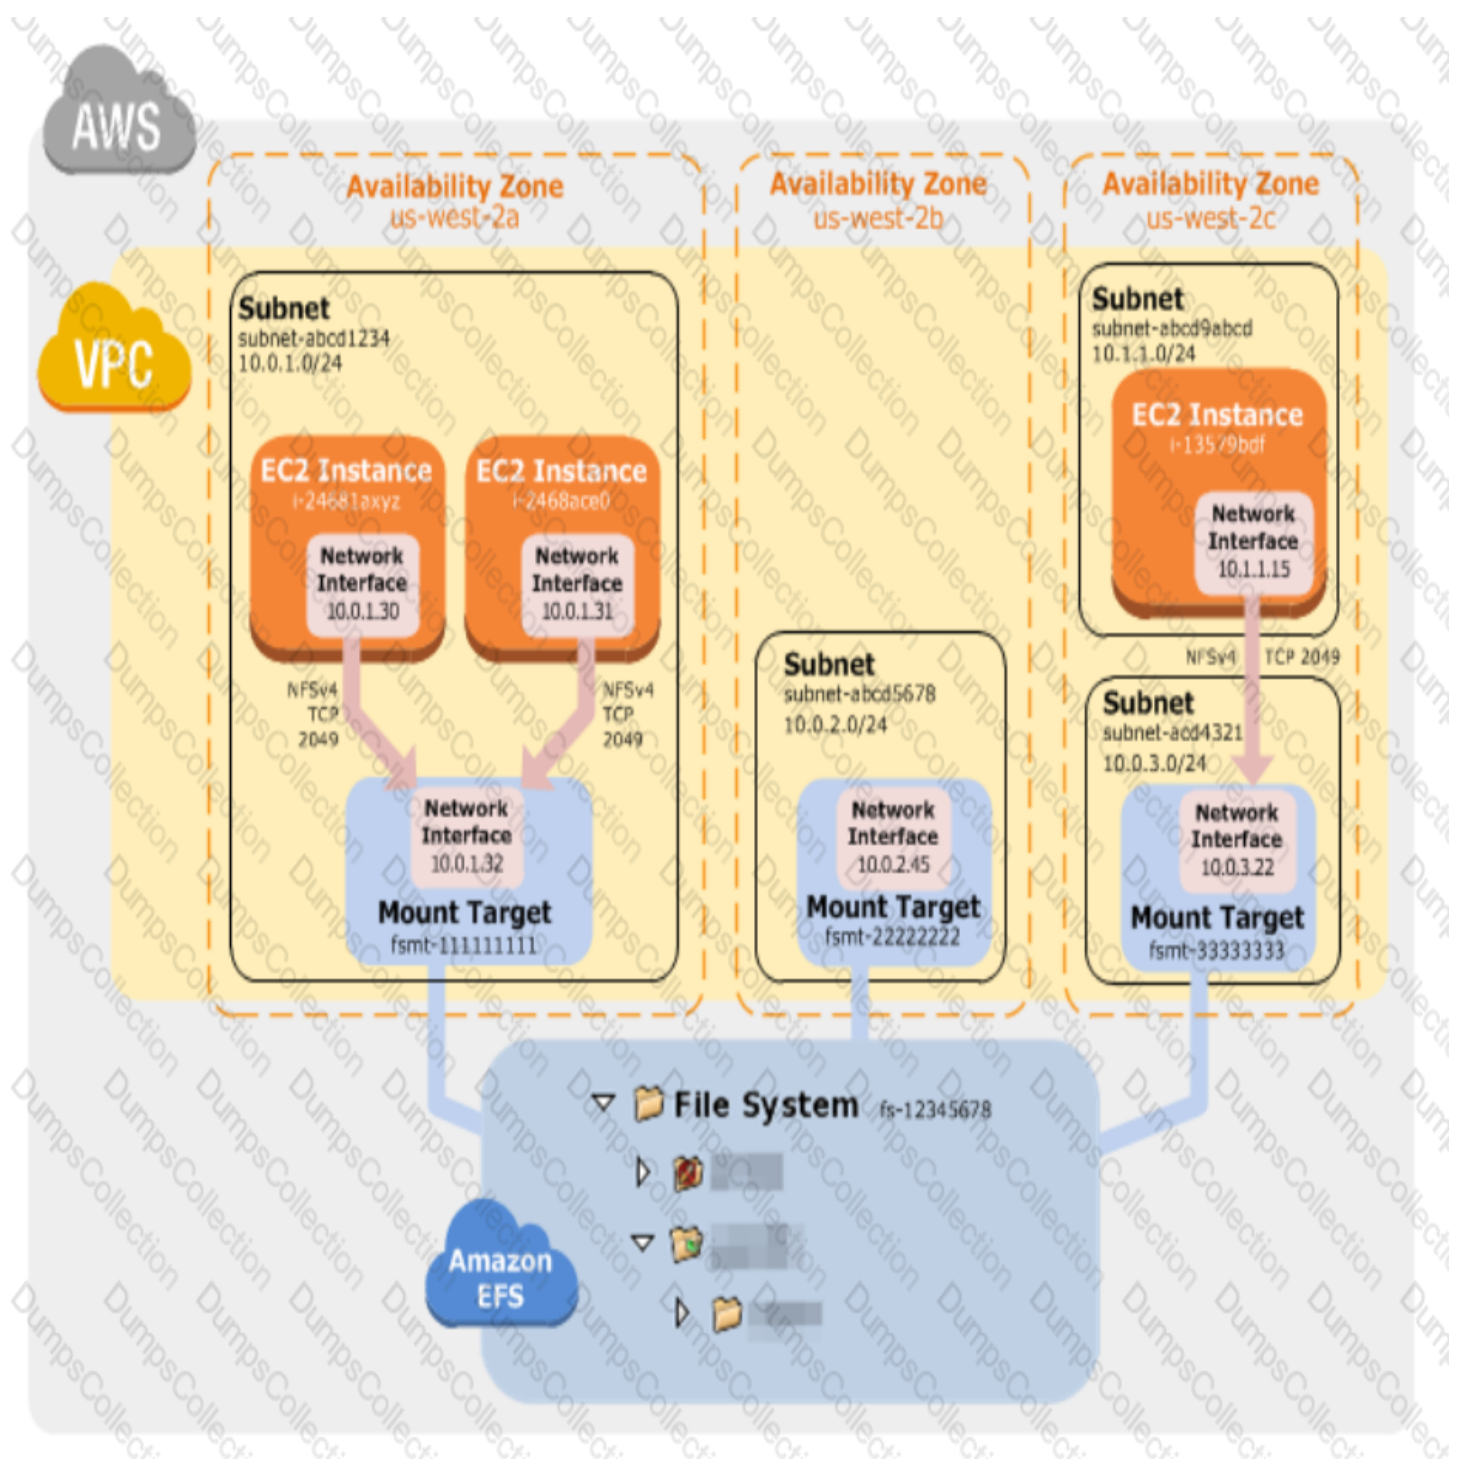 AWS
Availability Zone
us-west-2a
Availability Zone
us-west-2b
Availability Zone
us-west-2c
VPC
Subnet
subnet-abcd1234
10.0.1.0/24
EC2 Instance
i-24681axyz
Network
Interface
10.0.1.30
EC2 Instance
i-2468ace0
Network
Interface
10.0.1.31
NFSv4
TCP
2049
NFSv4
TCP
2049
Network
Interface
10.0.1.32
Mount Target
fsmt-111111111
Subnet
subnet-abcd5678
10.0.2.0/24
Network
Interface
10.0.2.45
Mount Target
fsmt-22222222
Subnet
subnet-abcd9abcd
10.1.1.0/24
EC2 Instance
i-13579bdf
Network
Interface
10.1.1.15
NFSv4 TCP 2049
Subnet
subnet-acd4321
10.0.3.0/24
Network
Interface
10.0.3.22
Mount Target
fsmt-33333333
File System fs-12345678
Amazon
EFS
DumpsCollection